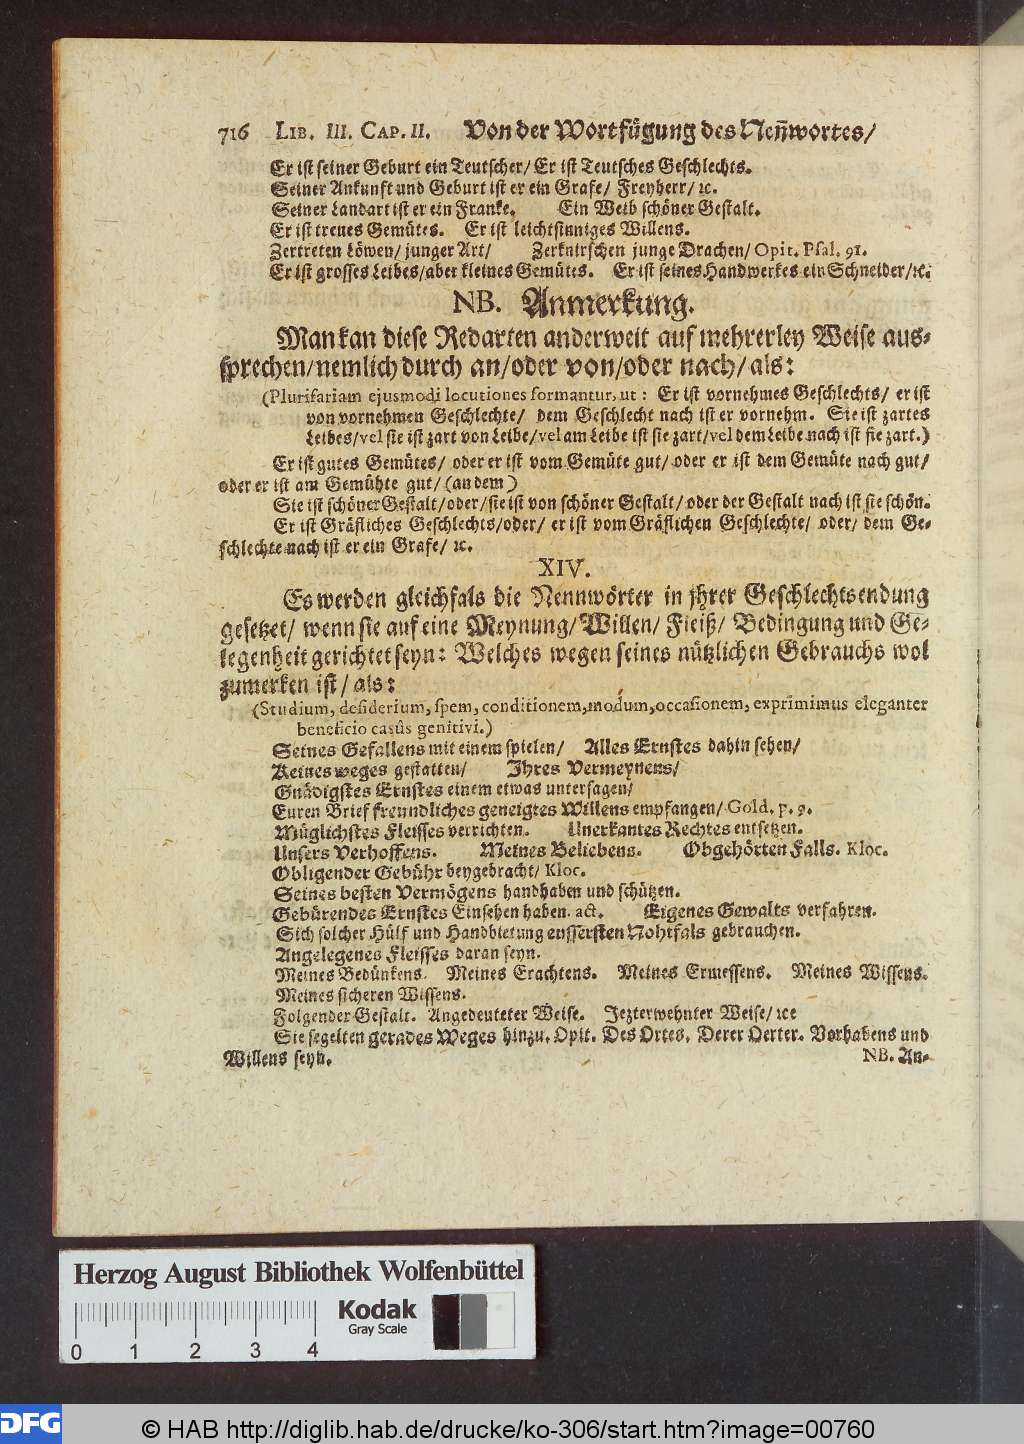 716 LIB. III. CAP. II. Von der Wortfügung des Neñwortes/
Er ist seiner Geburt ein Teutscher/ Er ist Teutsches Geschlechts.
Seiner Ankunft und Geburt ist er ein Grafe/ Freyherr/ ꝛc.
Seiner Landart ist er ein Franke. Ein Weib schöner Gestalt.
Er ist treues Gemütes. Er ist leichtsinniges Willens.
Zertreten Löwen/ junger Art/ Zerknirschen junge Drachen/ Opit. Psal. 91.
Er ist grosses Leibes/ aber kleines Gemütes. Er ist seines Handwerkes ein Schneider/ ꝛc.
NB. Anmerkung.
Man kan diese Redarten anderweit auf mehrerley Weise aus-
sprechen/ nemlich durch an/ oder von/ oder nach/ als:
(Plurifariam ejusmodi locutiones formantur, ut: Er ist vornehmes Geschlechts/ er ist
von vornehmen Geschlechte/ dem Geschlecht nach ist er vornehm. Sie ist zartes
Leibes/ vel sie ist zart von Leibe/ vel am Leibe ist sie zart/ vel dem Leibe nach ist sie zart.)
Er ist gutes Gemütes/ oder er ist vom Gemüte gut/ oder er ist dem Gemüte nach gut/
oder er ist am Gemühte gut/ (an dem)
Sie ist schöner Gestalt/ oder/ sie ist von schöner Gestalt/ oder der Gestalt nach ist sie schön.
Er ist Gräfliches Geschlechts/ oder/ er ist vom Gräflichen Geschlechte/ oder/ dem Ge-
schlechte nach ist er ein Grafe/ ꝛc.
XIV.
Es werden gleichfals die Nennwörter in jhrer Geschlechtsendung
gesetzet/ wenn sie auf eine Meynung/ Willen/ Fleiß/ Bedingung und Ge-
legenheit gerichtet seyn: Welches wegen seines nützlichen Gebrauchs wol
zumerken ist/ als:
(Studium, desiderium, spem, conditionem, modum, occasionem, exprimimus eleganter
beneficio casûs genitivi.)
Seines Gefallens mit einem spielen/ Alles Ernstes dahin sehen/
Keines weges gestatten/ Ihres Vermeynens/
Gnädigstes Ernstes einem etwas untersagen/
Euren Brief freundliches geneigtes Willens empfangen/ Gold. p. 9.
Müglichstes Fleisses verrichten. Unerkantes Rechtes entsetzen.
Unsers Verhoffens. Meines Beliebens. Obgehörten Falls. Kloc.
Obligender Gebühr beygebracht/ Kloc.
Seines besten Vermögens handhaben und schützen.
Gebürendes Ernstes Einsehen haben. act. Eigenes Gewalts verfahren.
Sich solcher Hülf und Handbietung eussersten Nohtfals gebrauchen.
Angelegenes Fleisses daran seyn.
Meines Bedünkens. Meines Erachtens. Meines Ermessens. Meines Wissens.
Meines sicheren Wissens.
Folgender Gestalt. Angedeuteter Weise. Jezterwehnter Weise/ ꝛce
Sie segelten gerades Weges hinzu. Opit. Des Ortes. Derer Oerter. Vorhabens und
Willens seyn. NB. An-
Herzog August Bibliothek Wolfenbüttel
Kodak
Gray Scale
0 1 2 3 4
DFG © HAB http://diglib.hab.de/drucke/ko-306/start.htm?image=00760